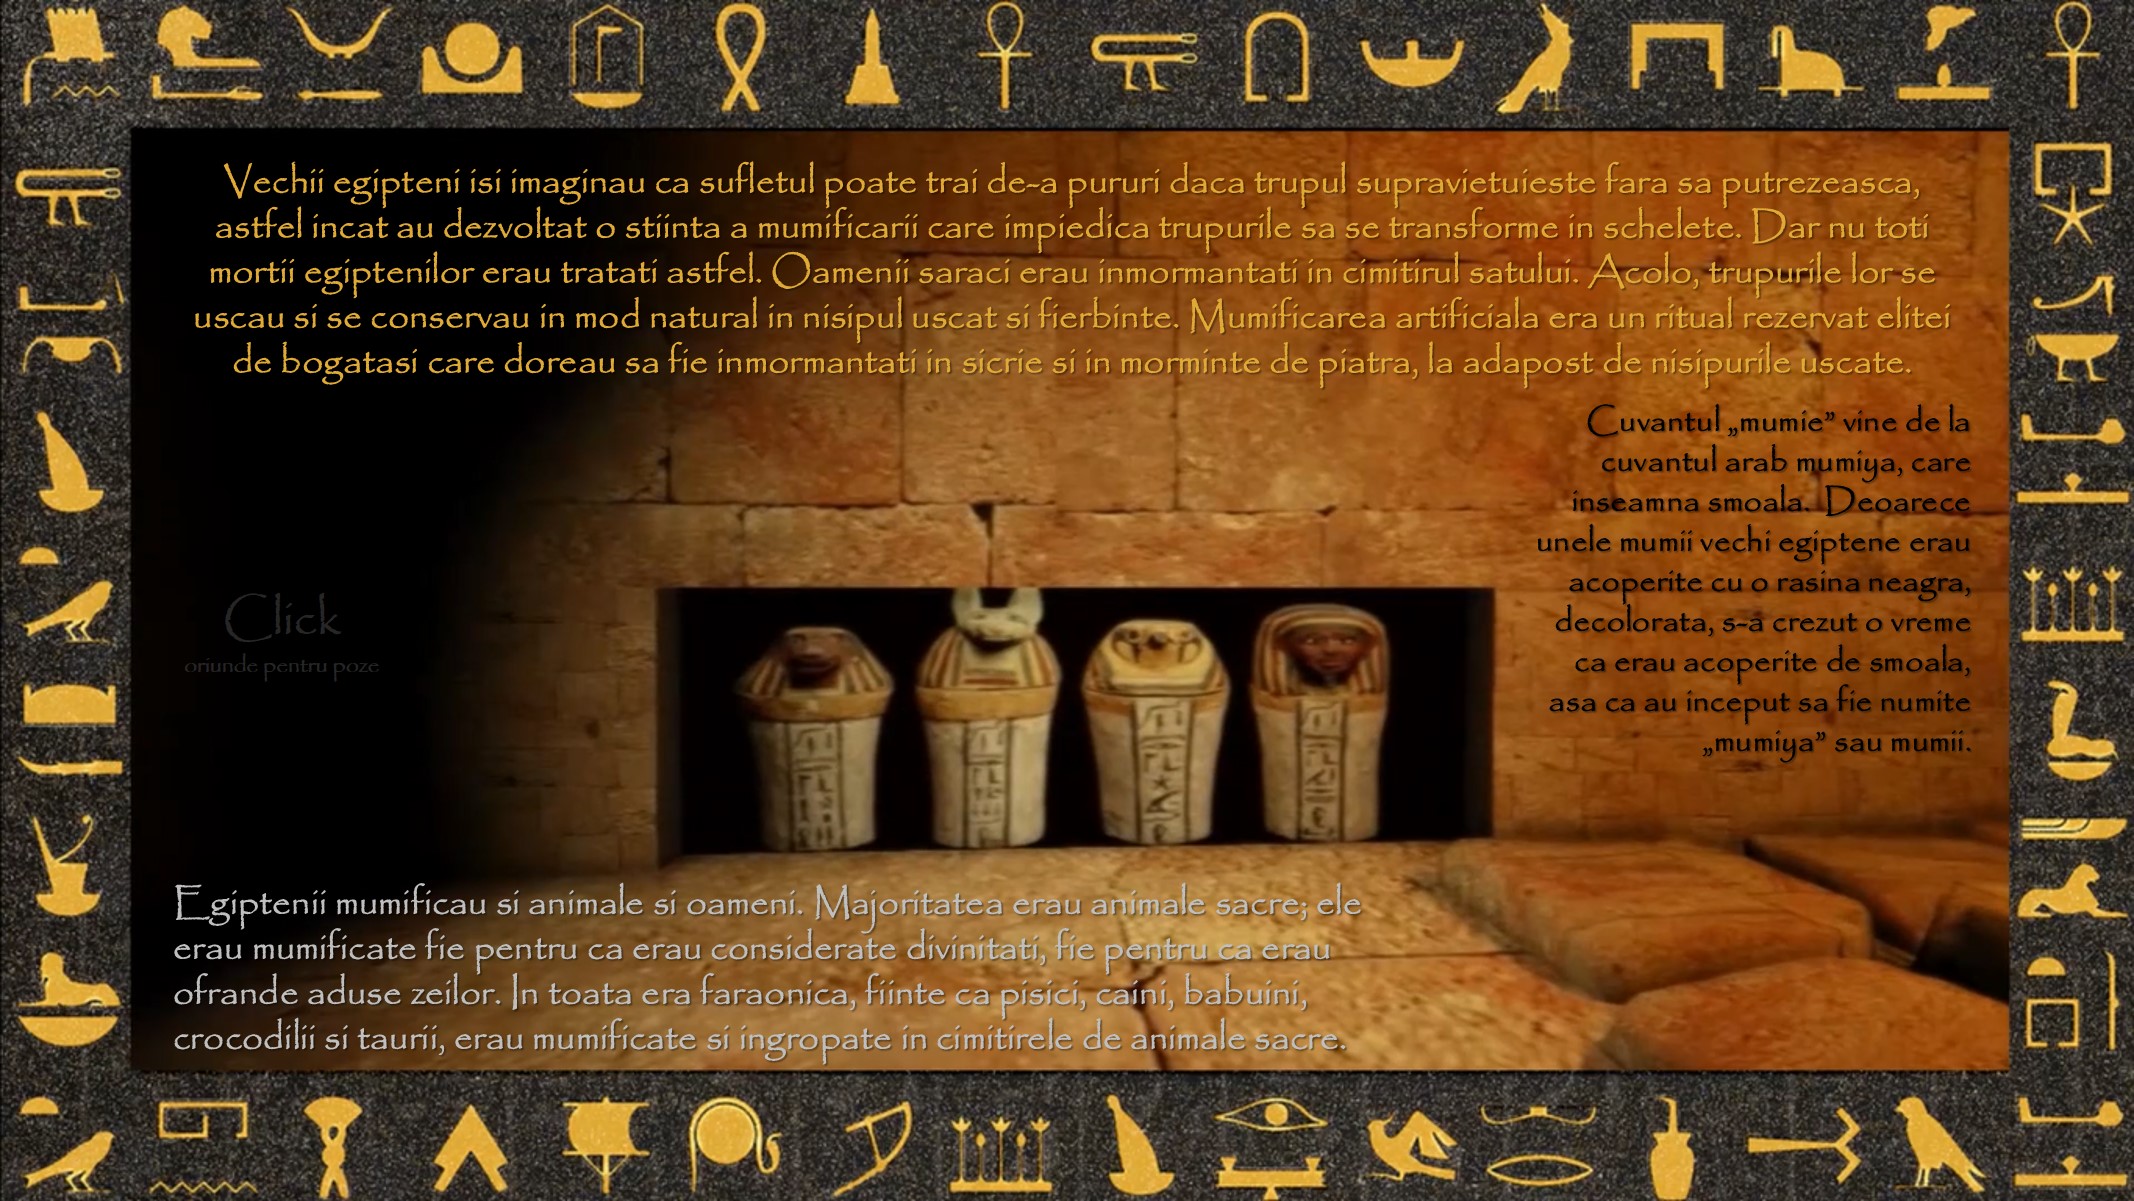 Vechii egipteni isi imaginau ca sufletul poate trai de-a pururi daca trupul supravietuieste fara sa putrezeasca,
astfel incat au dezvoltat o stiinta a mumificarii care impiedica trupurile sa se transforme in schelete. Dar nu toti
mortii egiptenilor erau tratati astfel. Oamenii saraci erau inmormantati in cimitirul satului. Acolo, trupurile lor se
uscau si se conservau in mod natural in nisipul uscat si fierbinte. Mumificarea artificiala era un ritual rezervat elitei
de bogatasi care doreau sa fie inmormantati in sicrie si in morminte de piatra, la adapost de nisipurile uscate.
Cuvantul „mumie” vine de la
cuvantul arab mumiya, care
inseamna smoala. Deoarece
unele mumii vechi egiptene erau
acoperite cu o rasina neagra,
decolorata, s-a crezut o vreme
ca erau acoperite de smoala,
asa ca au inceput sa fie numite
„mumiya” sau mumii.
Click
oriunde pentru poze
Egiptenii mumificau si animale si oameni. Majoritatea erau animale sacre; ele
erau mumificate fie pentru ca erau considerate divinitati, fie pentru ca erau
ofrande aduse zeilor. In toata era faraonica, fiinte ca pisici, caini, babuini,
crocodilii si taurii, erau mumificate si ingropate in cimitirele de animale sacre.